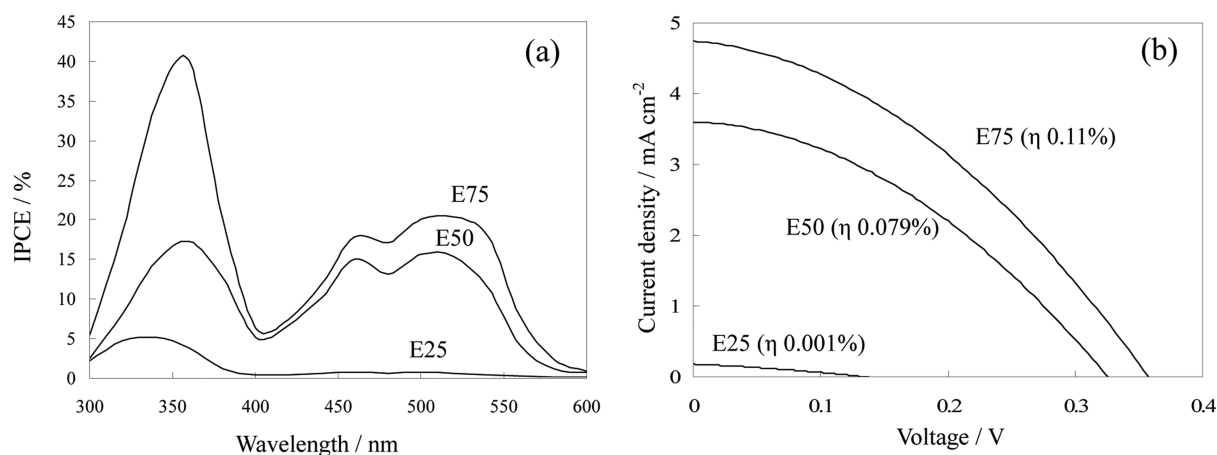 (a)
45
40
35
30
25
20
15
10
5
0
IPCE / %
E75
E50
E25
300 350 400 450 500 550 600
Wavelength / nm
(b)
5
4
3
2
1
0
Current density / mA cm-2
E75 (η 0.11%)
E50 (η 0.079%)
E25 (η 0.001%)
0 0.1 0.2 0.3 0.4
Voltage / V